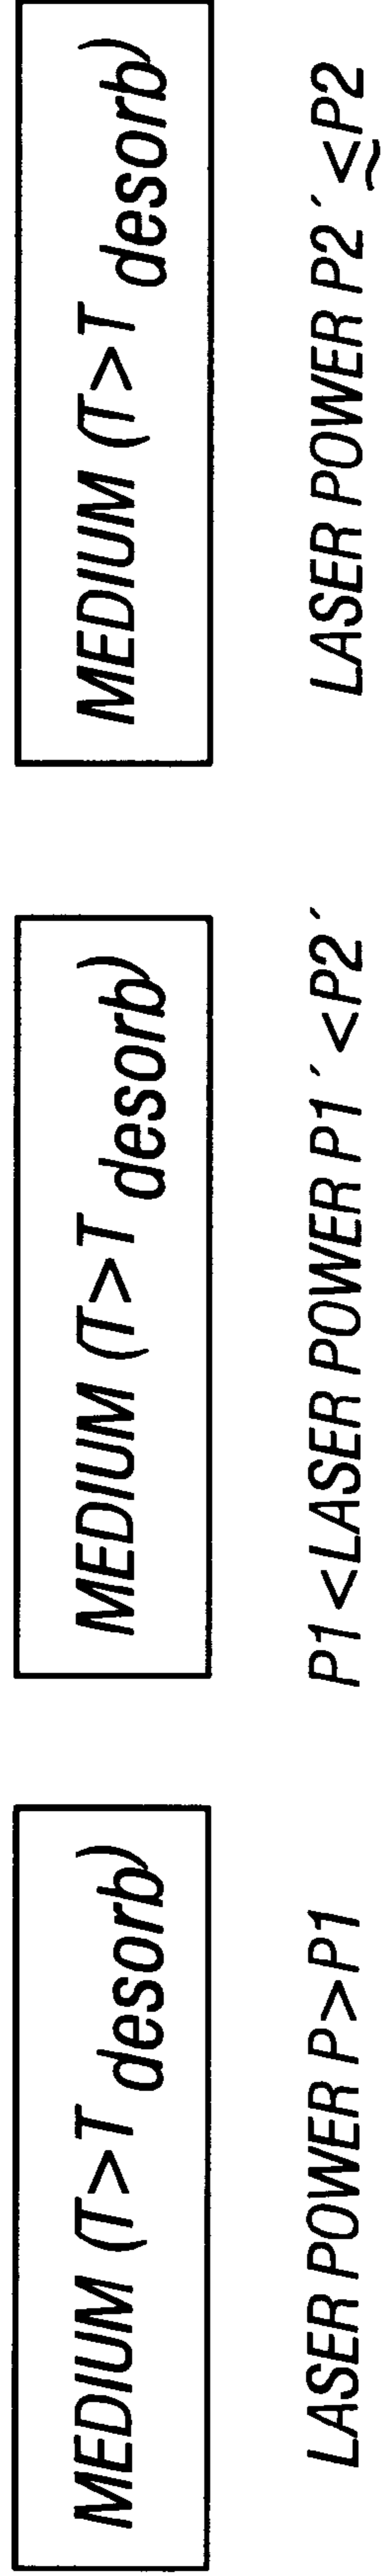 MEDIUM (T>T desorb)
LASER POWER P>P1
MEDIUM (T>T desorb)
P1<LASER POWER P1´<P2´
MEDIUM (T>T desorb)
LASER POWER P2´≲P2